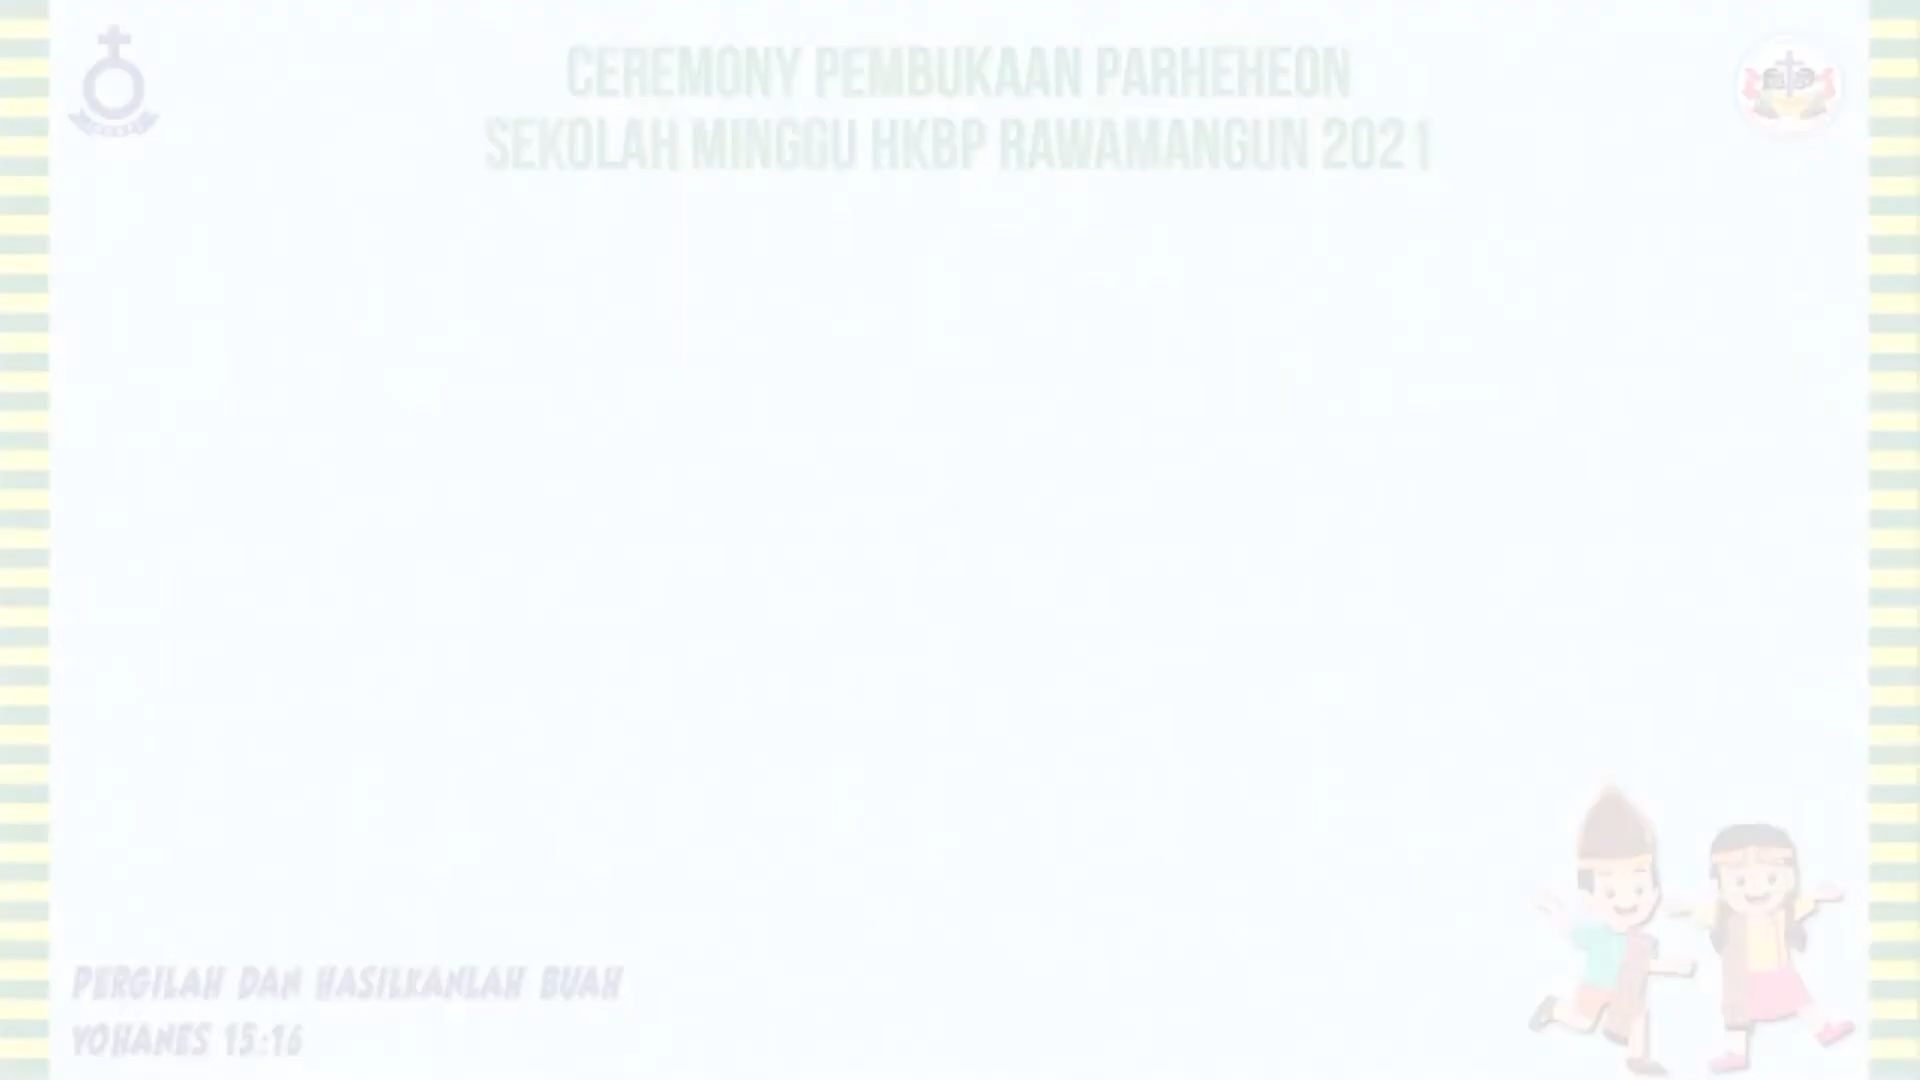 CEREMONY PEMBUKAAN PARHEHEON
SEKOLAH MINGGU HKBP RAWAMANGUN 2021
PERGILAH DAN HASILKANLAH BUAH
YOHANES 15:16